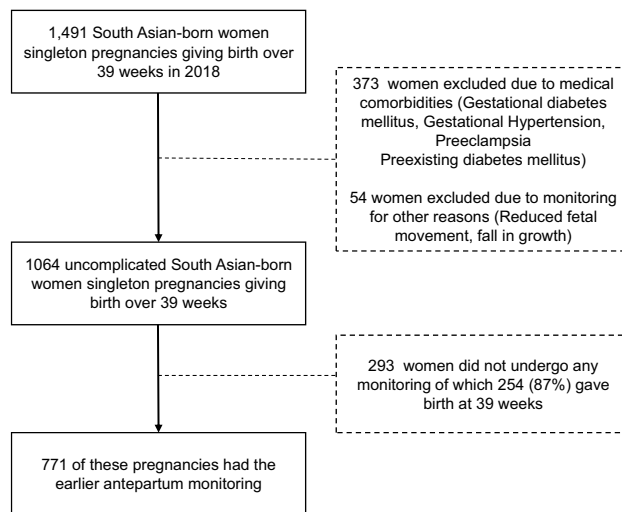 1,491 South Asian-born women
singleton pregnancies giving birth over
39 weeks in 2018
373 women excluded due to medical
comorbidities (Gestational diabetes
mellitus, Gestational Hypertension,
Preeclampsia
Preexisting diabetes mellitus)
54 women excluded due to monitoring
for other reasons (Reduced fetal
movement, fall in growth)
1064 uncomplicated South Asian-born
women singleton pregnancies giving
birth over 39 weeks
293 women did not undergo any
monitoring of which 254 (87%) gave
birth at 39 weeks
771 of these pregnancies had the
earlier antepartum monitoring